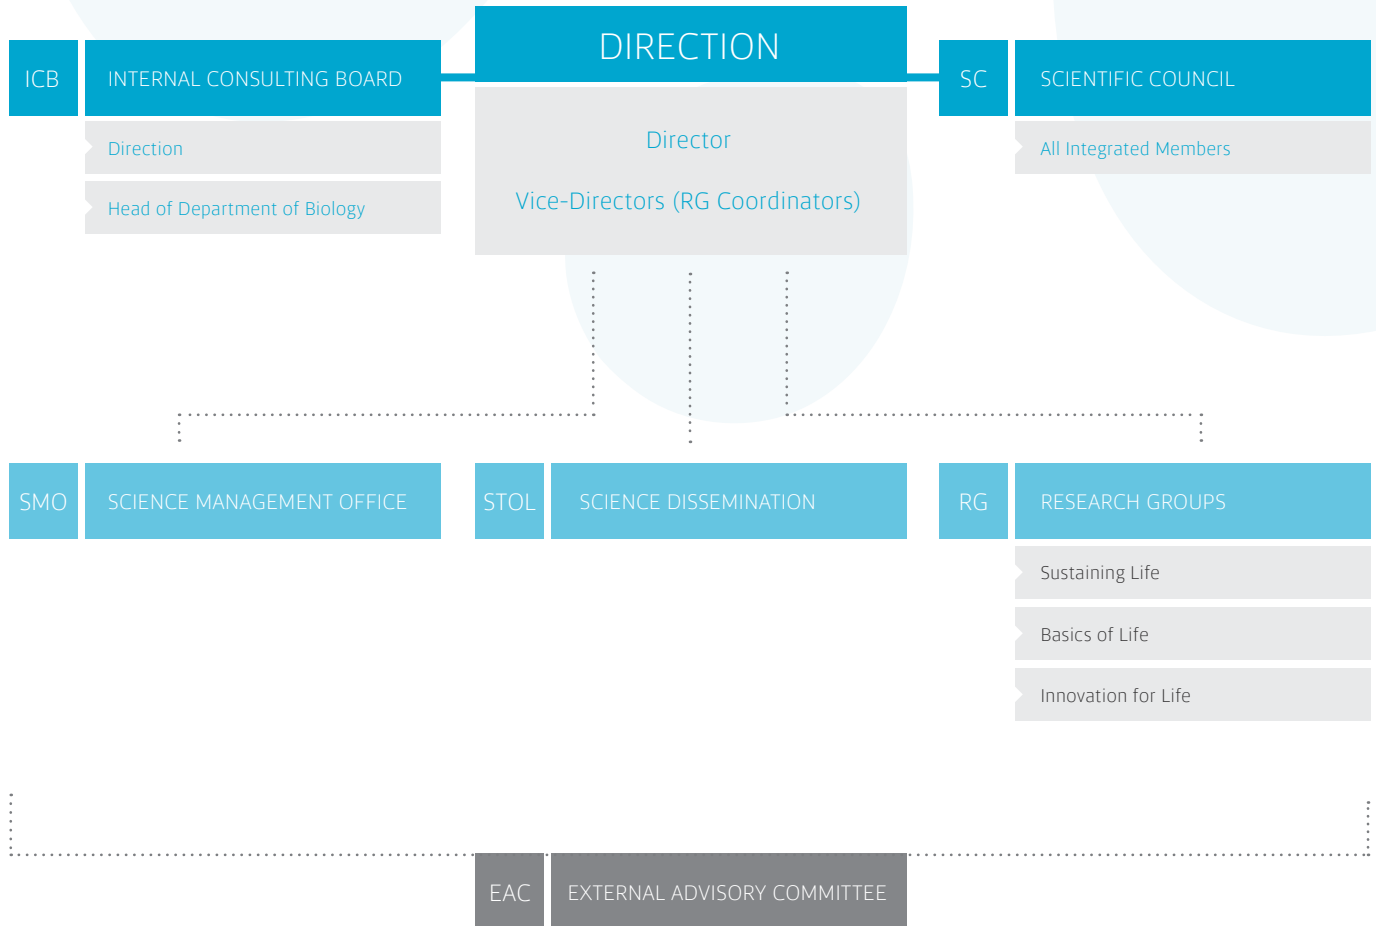 DIRECTION
Director
Vice-Directors (RG Coordinators)
ICB INTERNAL CONSULTING BOARD
Direction
Head of Department of Biology
SC SCIENTIFIC COUNCIL
All Integrated Members
SMO SCIENCE MANAGEMENT OFFICE
STOL SCIENCE DISSEMINATION
RG RESEARCH GROUPS
Sustaining Life
Basics of Life
Innovation for Life
EAC EXTERNAL ADVISORY COMMITTEE